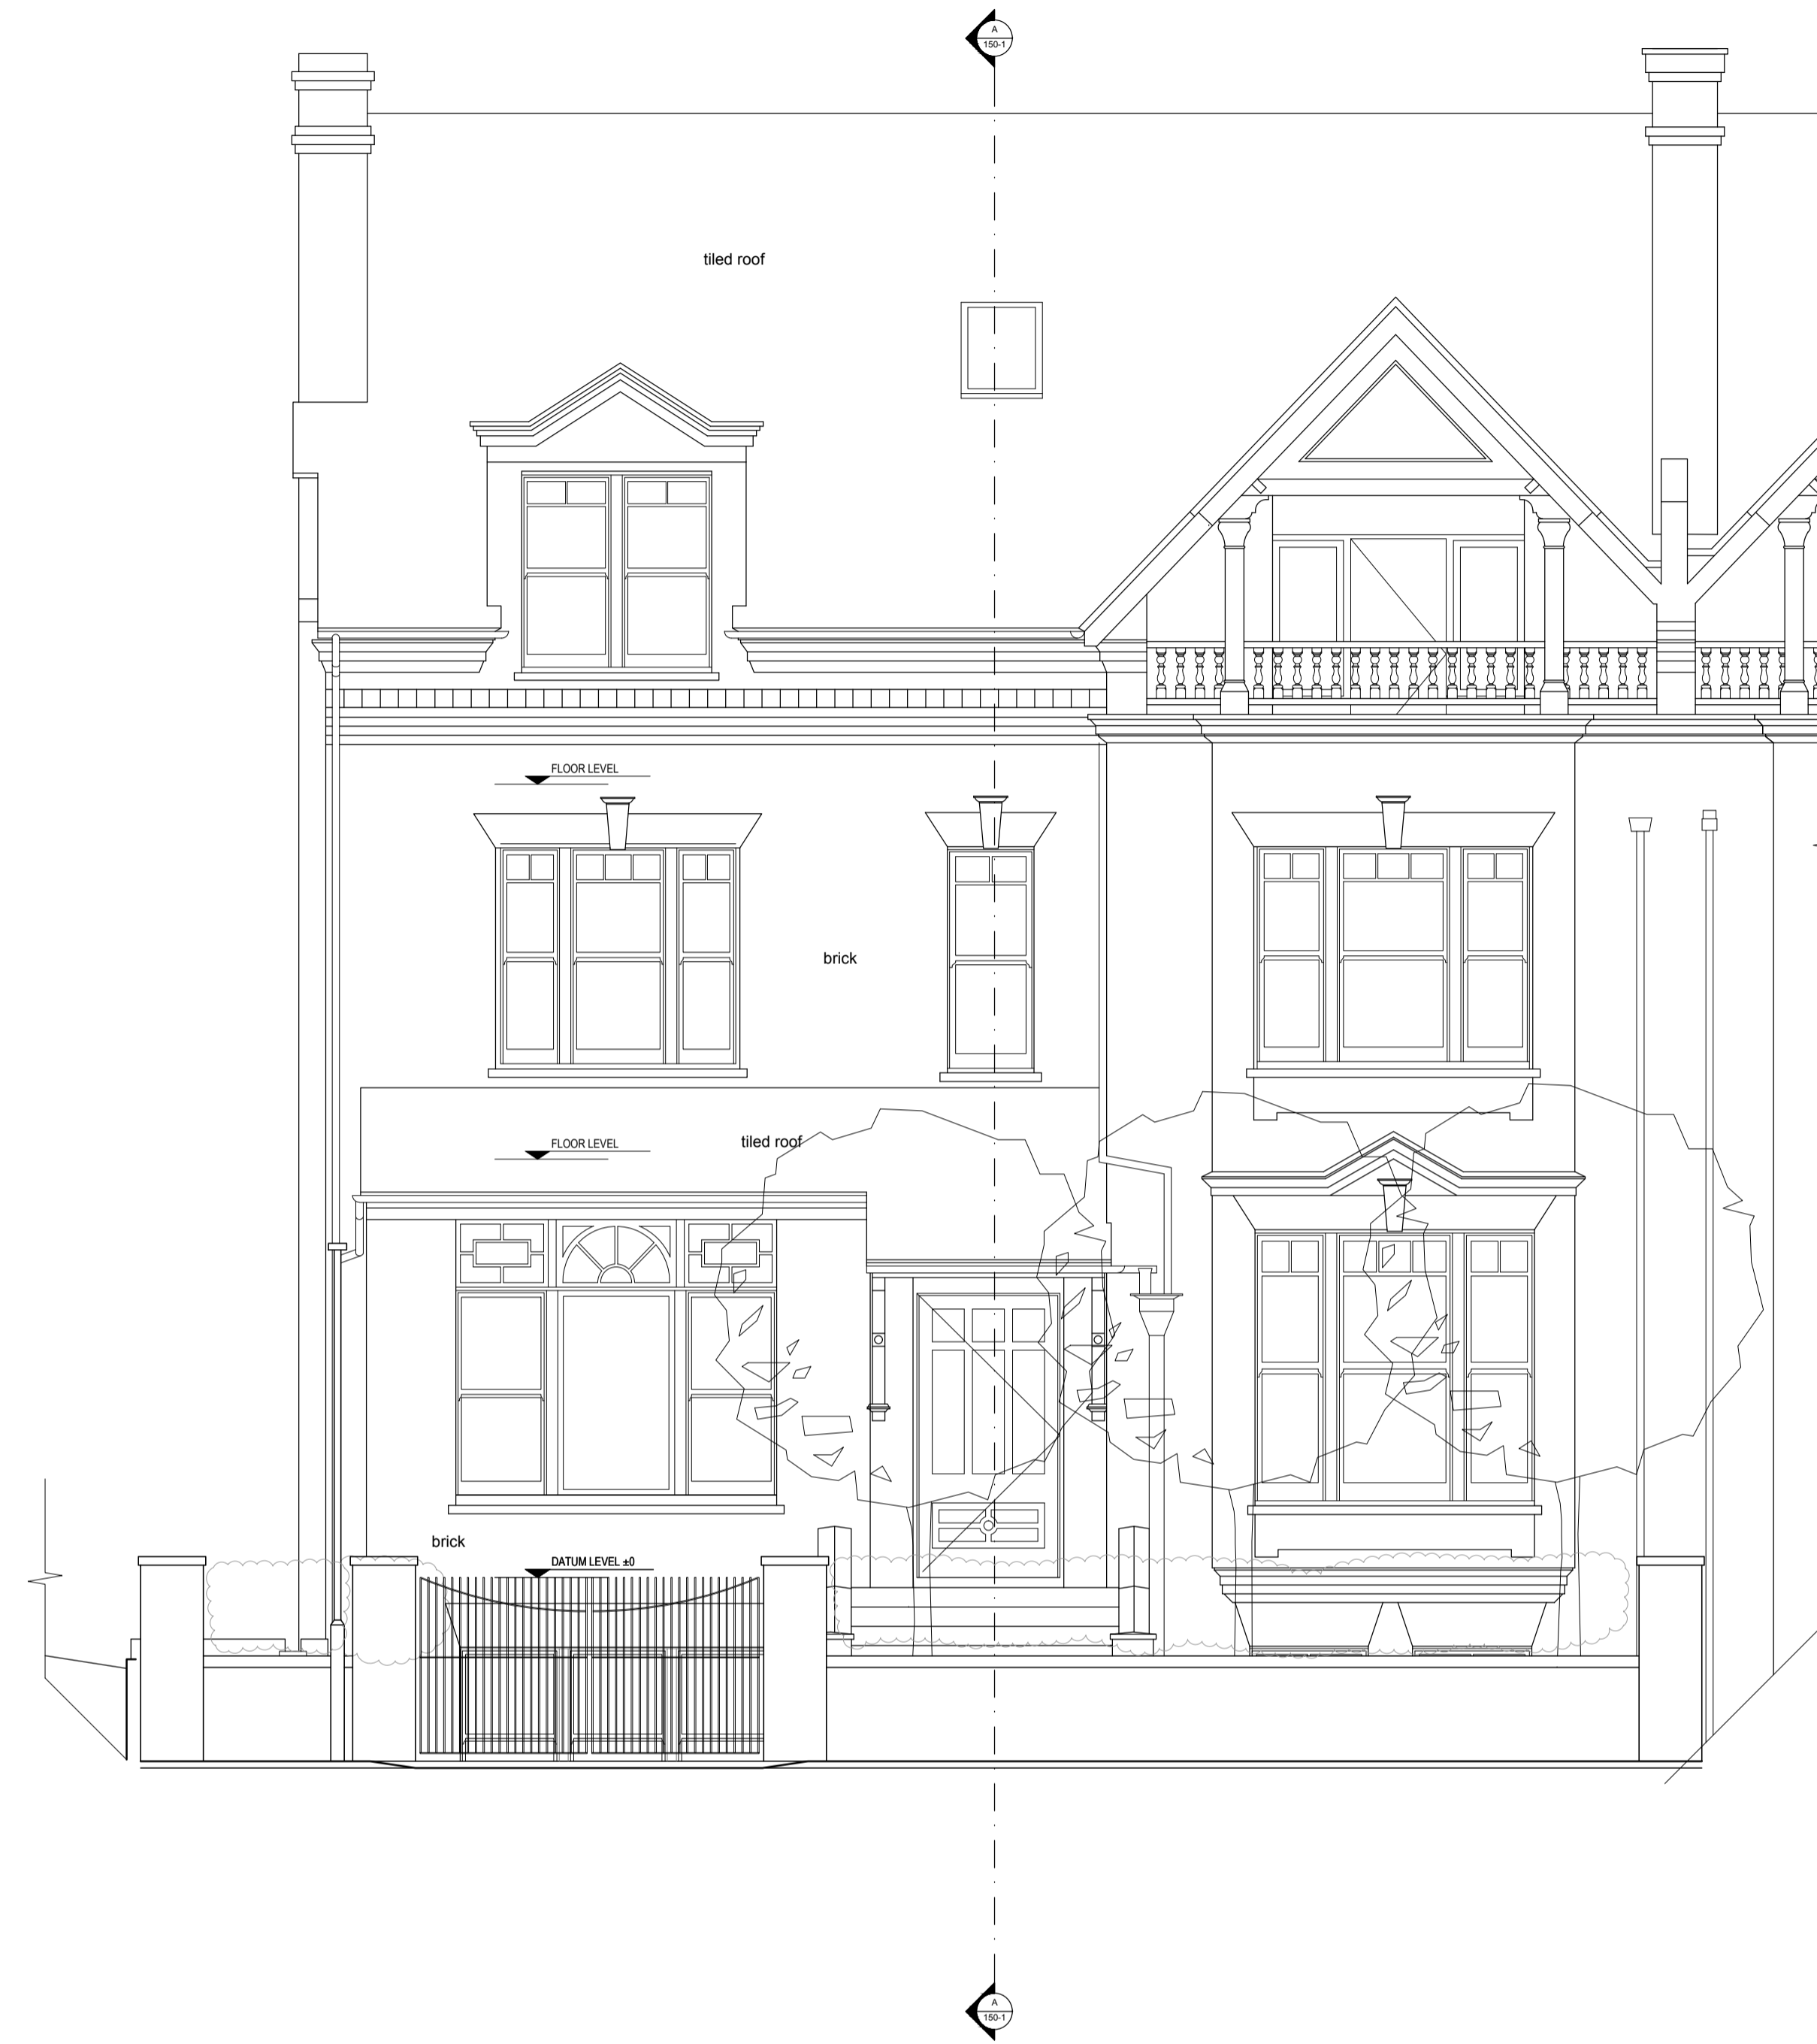 A
150-1
tiled roof
FLOOR LEVEL
brick
tiled roof
FLOOR LEVEL
brick
DATUM LEVEL ±0
A
150-1